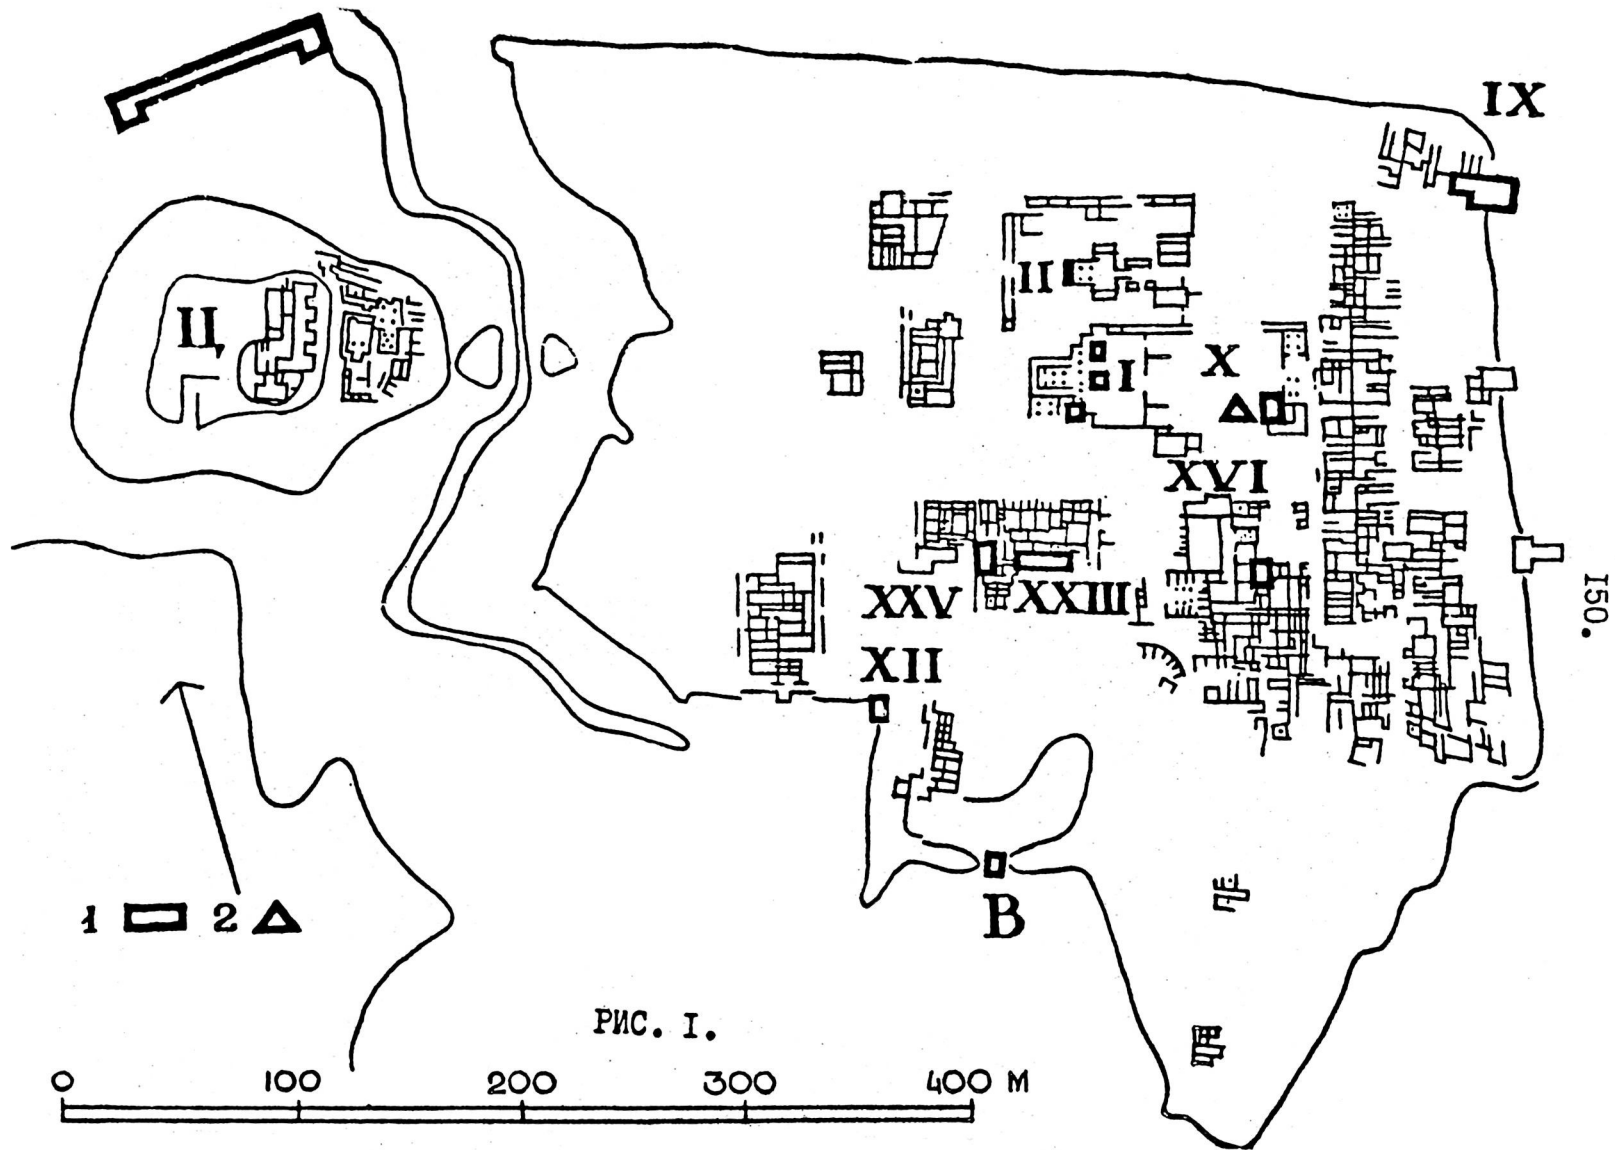 IX
II
Ц
X
I
XVI
XXV
XXIII
XII
150.
B
1 2
РИС. I.
0 100 200 300 400 М